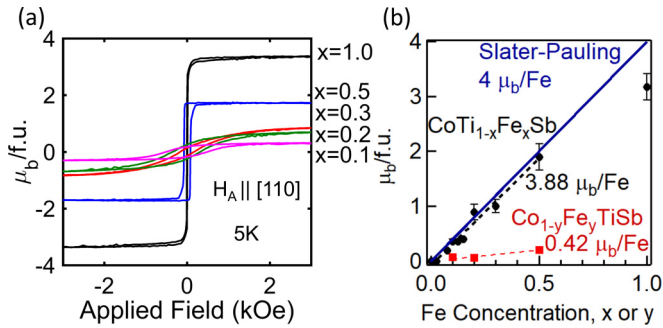 (a)
4
2
0
-2
-4
μb/f.u.
x=1.0
x=0.5
x=0.3
x=0.2
x=0.1
HA || [110]
5K
-2
0
2
Applied Field (kOe)
(b)
4
3
2
1
0
μb/f.u.
Slater-Pauling
4 μb/Fe
CoTi1-xFexSb
3.88 μb/Fe
Co1-yFeyTiSb
0.42 μb/Fe
0.0
0.5
1.0
Fe Concentration, x or y